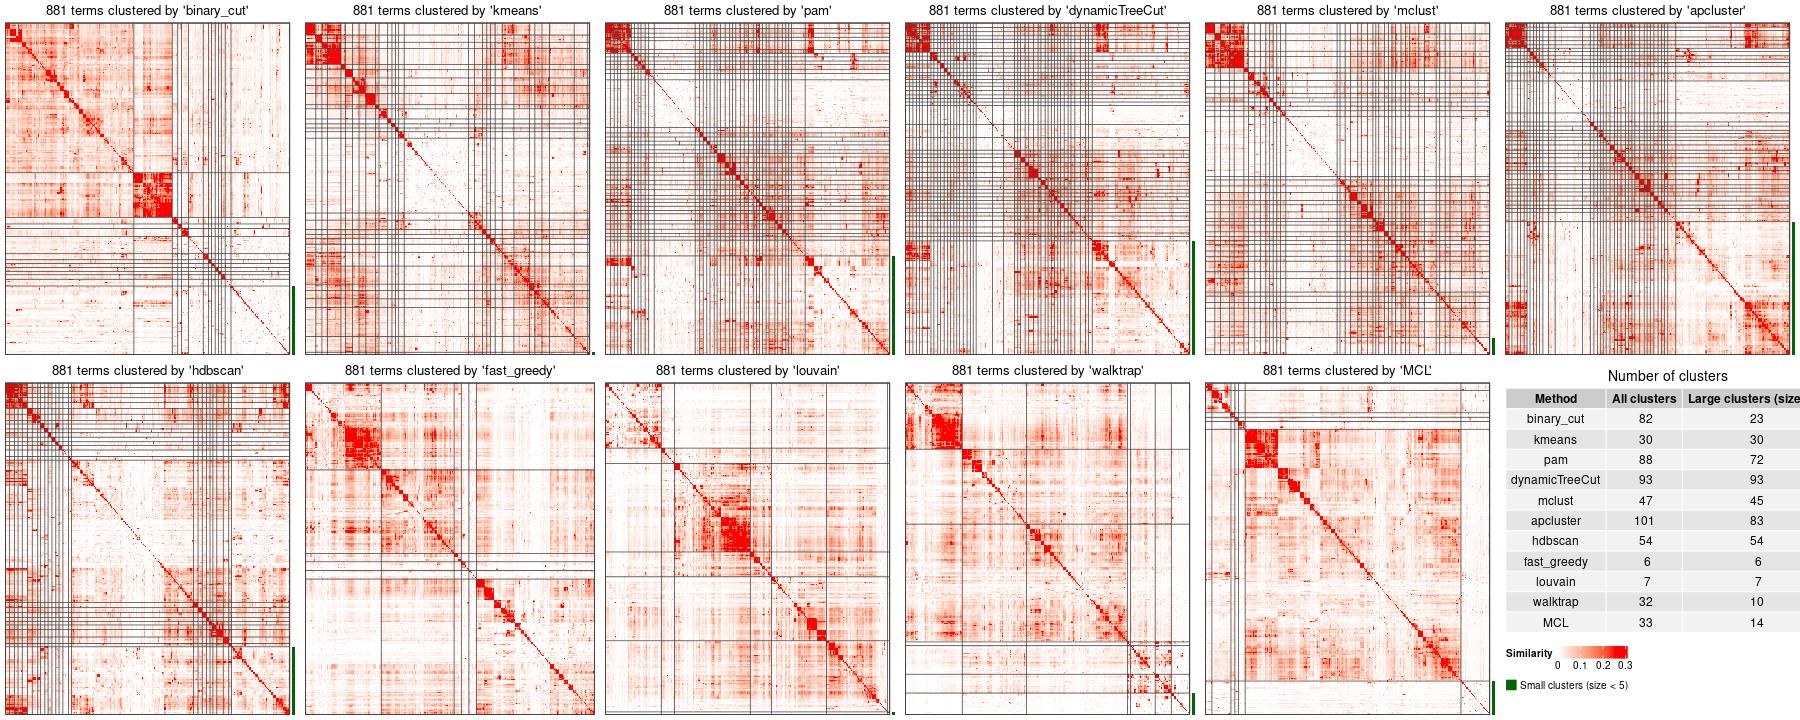 881 terms clustered by 'binary_cut'
881 terms clustered by 'kmeans'
881 terms clustered by 'pam'
881 terms clustered by 'dynamicTreeCut'
881 terms clustered by 'mclust'
881 terms clustered by 'apcluster'
881 terms clustered by 'hdbscan'
881 terms clustered by 'fast_greedy'
881 terms clustered by 'louvain'
881 terms clustered by 'walktrap'
881 terms clustered by 'MCL'
Number of clusters
Method All clusters Large clusters (size
binary_cut 82 23
kmeans 30 30
pam 88 72
dynamicTreeCut 93 93
mclust 47 45
apcluster 101 83
hdbscan 54 54
fast_greedy 6 6
louvain 7 7
walktrap 32 10
MCL 33 14
Similarity
0 0.1 0.2 0.3
Small clusters (size < 5)